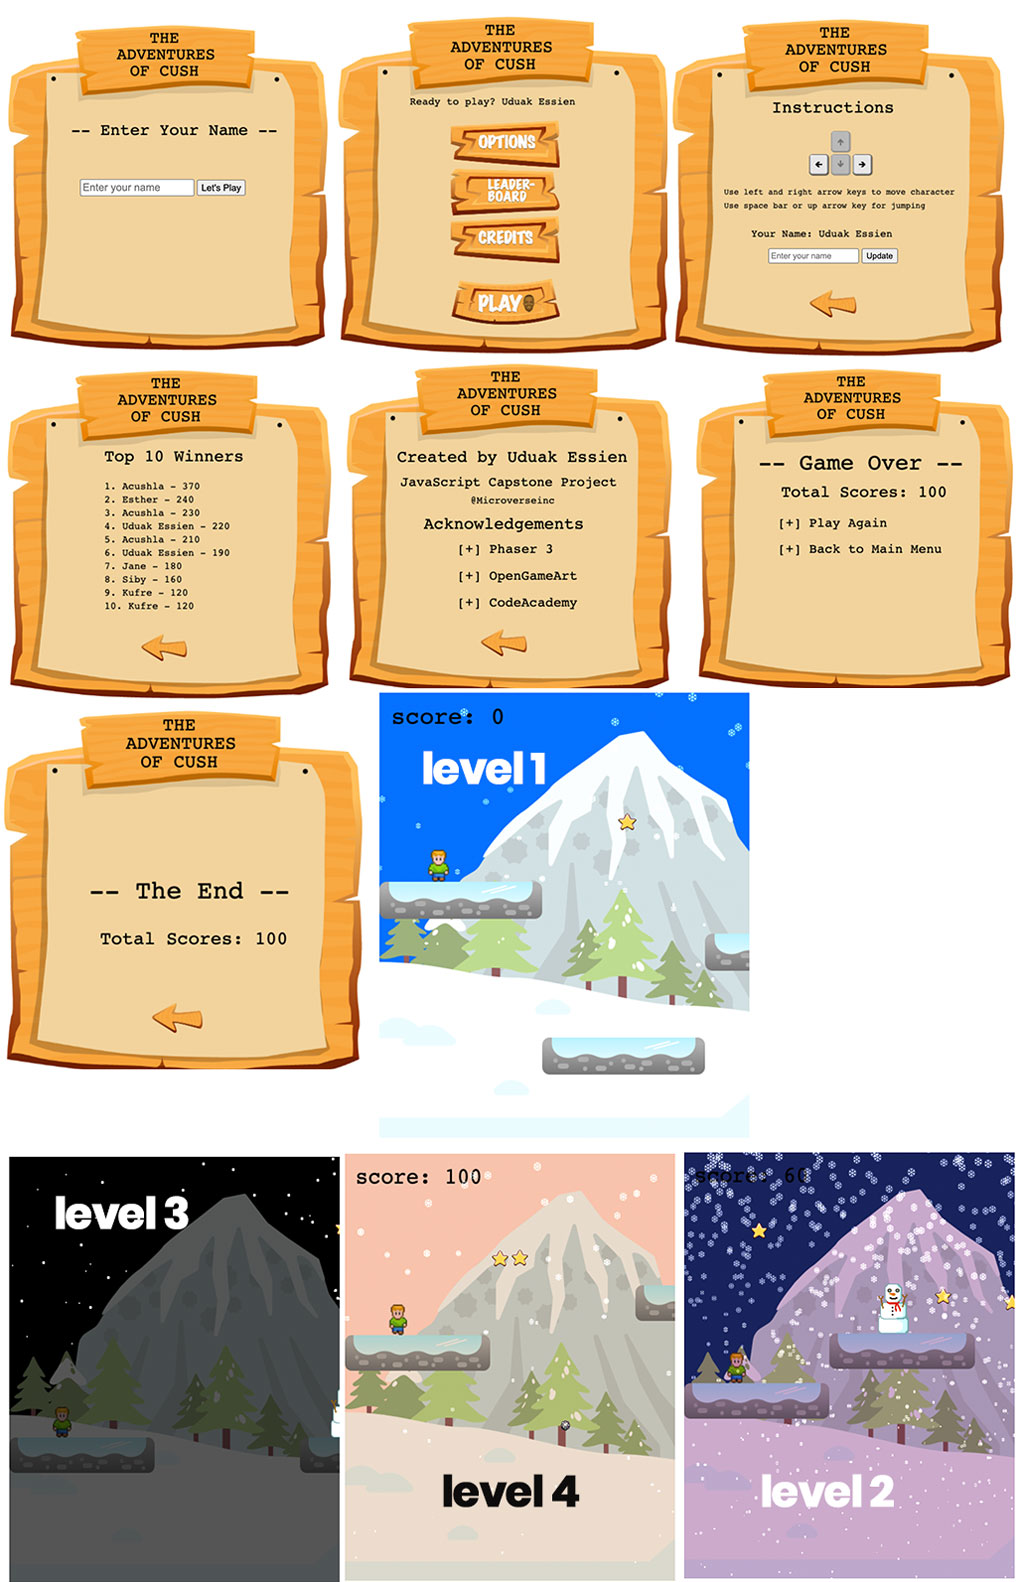 THE
ADVENTURES
OF CUSH
-- Enter Your Name --
Enter your name
Let's Play
THE
ADVENTURES
OF CUSH
Ready to play? Uduak Essien
OPTIONS
LEADER-
BOARD
CREDITS
PLAY
THE
ADVENTURES
OF CUSH
Instructions
Use left and right arrow keys to move character
Use space bar or up arrow key for jumping
Your Name: Uduak Essien
Enter your name
Update
THE
ADVENTURES
OF CUSH
Top 10 Winners
1. Acushla - 370
2. Esther - 240
3. Acushla - 230
4. Uduak Essien - 220
5. Acushla - 210
6. Uduak Essien - 190
7. Jane - 180
8. Siby - 160
9. Kufre - 120
10. Kufre - 120
THE
ADVENTURES
OF CUSH
Created by Uduak Essien
JavaScript Capstone Project
@Microverseinc
Acknowledgements
[+] Phaser 3
[+] OpenGameArt
[+] CodeAcademy
THE
ADVENTURES
OF CUSH
-- Game Over --
Total Scores: 100
[+] Play Again
[+] Back to Main Menu
THE
ADVENTURES
OF CUSH
-- The End --
Total Scores: 100
score: 0
level 1
level 3
score: 100
level 4
score: 60
level 2